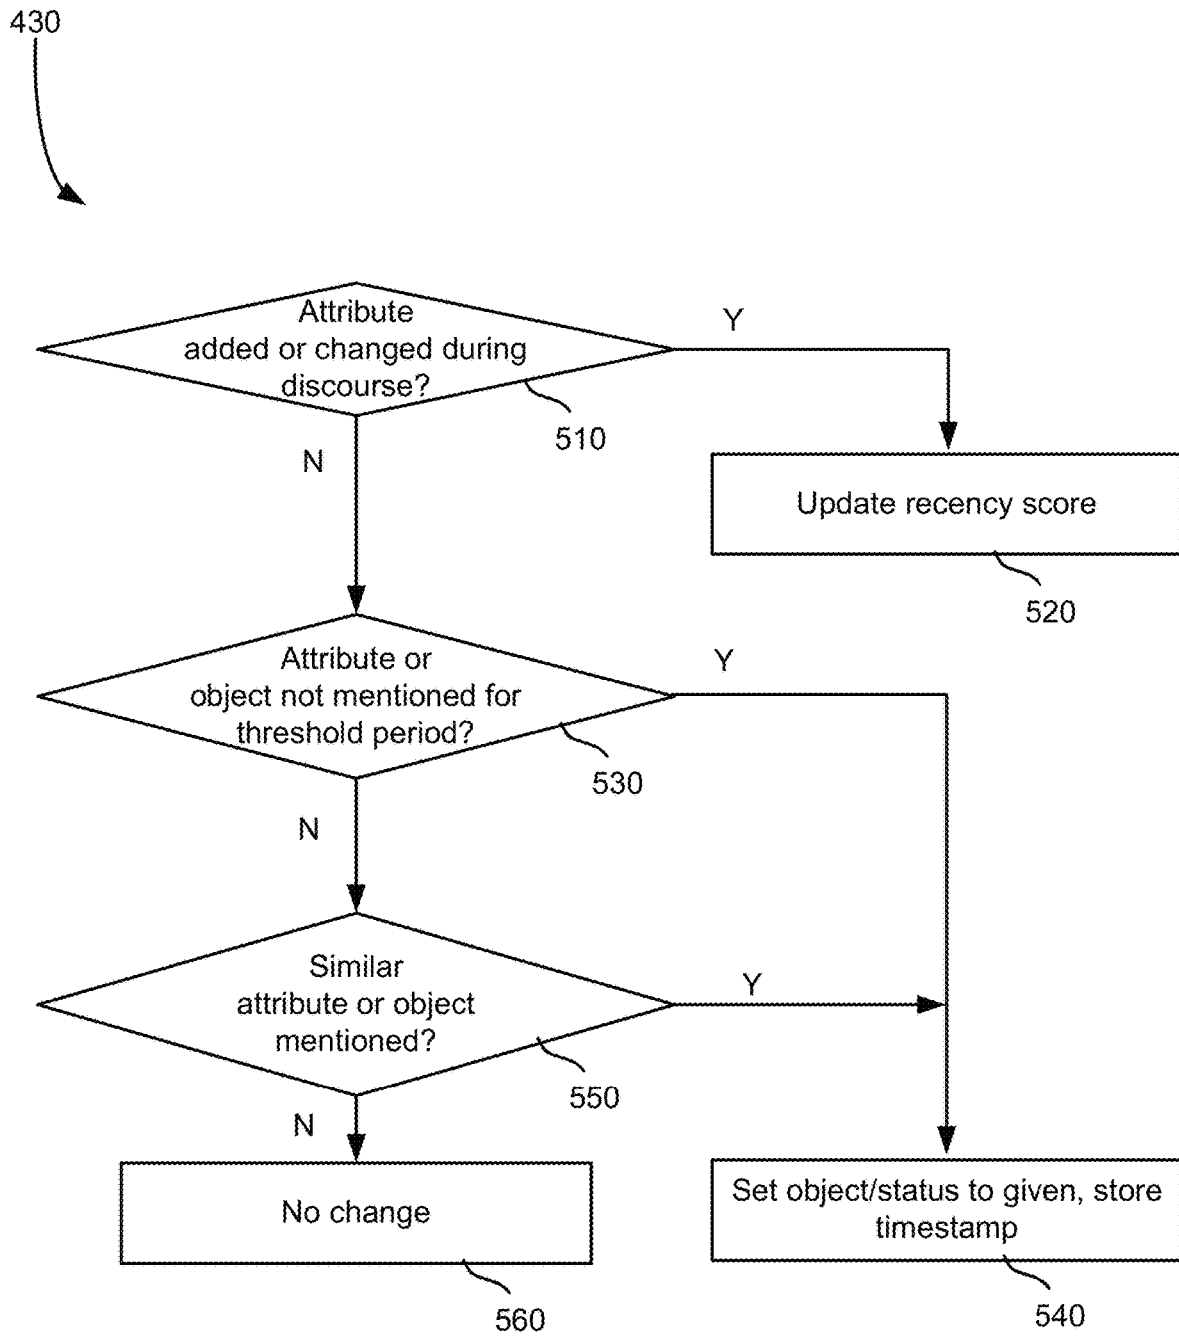 430
Attribute
added or changed during
discourse?
Y
510
N
Update recency score
520
Attribute or
object not mentioned for
threshold period?
Y
530
N
Similar
attribute or object
mentioned?
Y
550
N
No change
560
Set object/status to given, store
timestamp
540